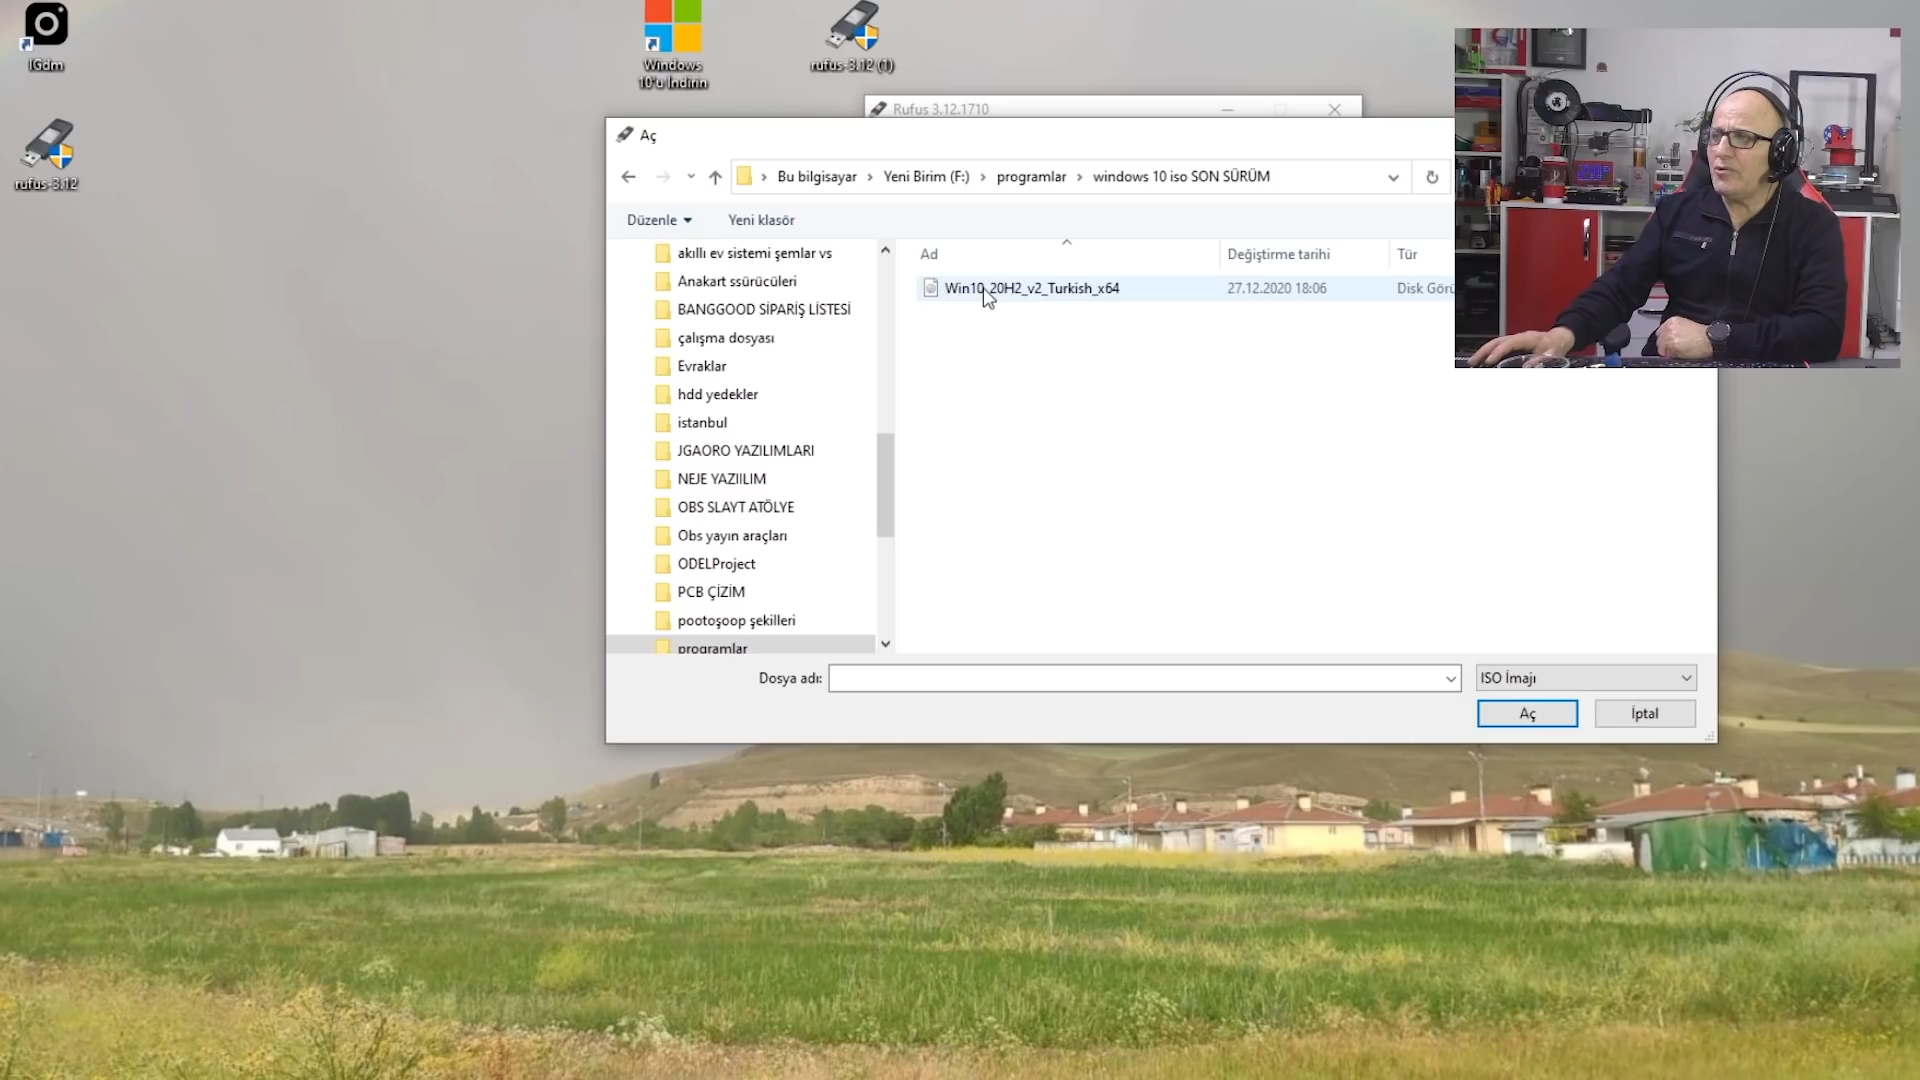 IGdm
Windows
10'u İndirin
rufus-3.12 (1)
rufus-3.12
Rufus 3.12.1710
Aç
Bu bilgisayar
Yeni Birim (F:)
programlar
windows 10 iso SON SÜRÜM
Düzenle
Yeni klasör
akıllı ev sistemi şemlar vs
Anakart ssürücüleri
BANGGOOD SİPARİŞ LİSTESİ
çalışma dosyası
Evraklar
hdd yedekler
istanbul
JGAORO YAZILIMLARI
NEJE YAZIILIM
OBS SLAYT ATÖLYE
Obs yayın araçları
ODELProject
PCB ÇİZİM
pootoşoop şekilleri
programlar
Ad
Değiştirme tarihi
Tür
Win10_20H2_v2_Turkish_x64
27.12.2020 18:06
Disk Görü
Dosya adı:
ISO İmajı
Aç
İptal